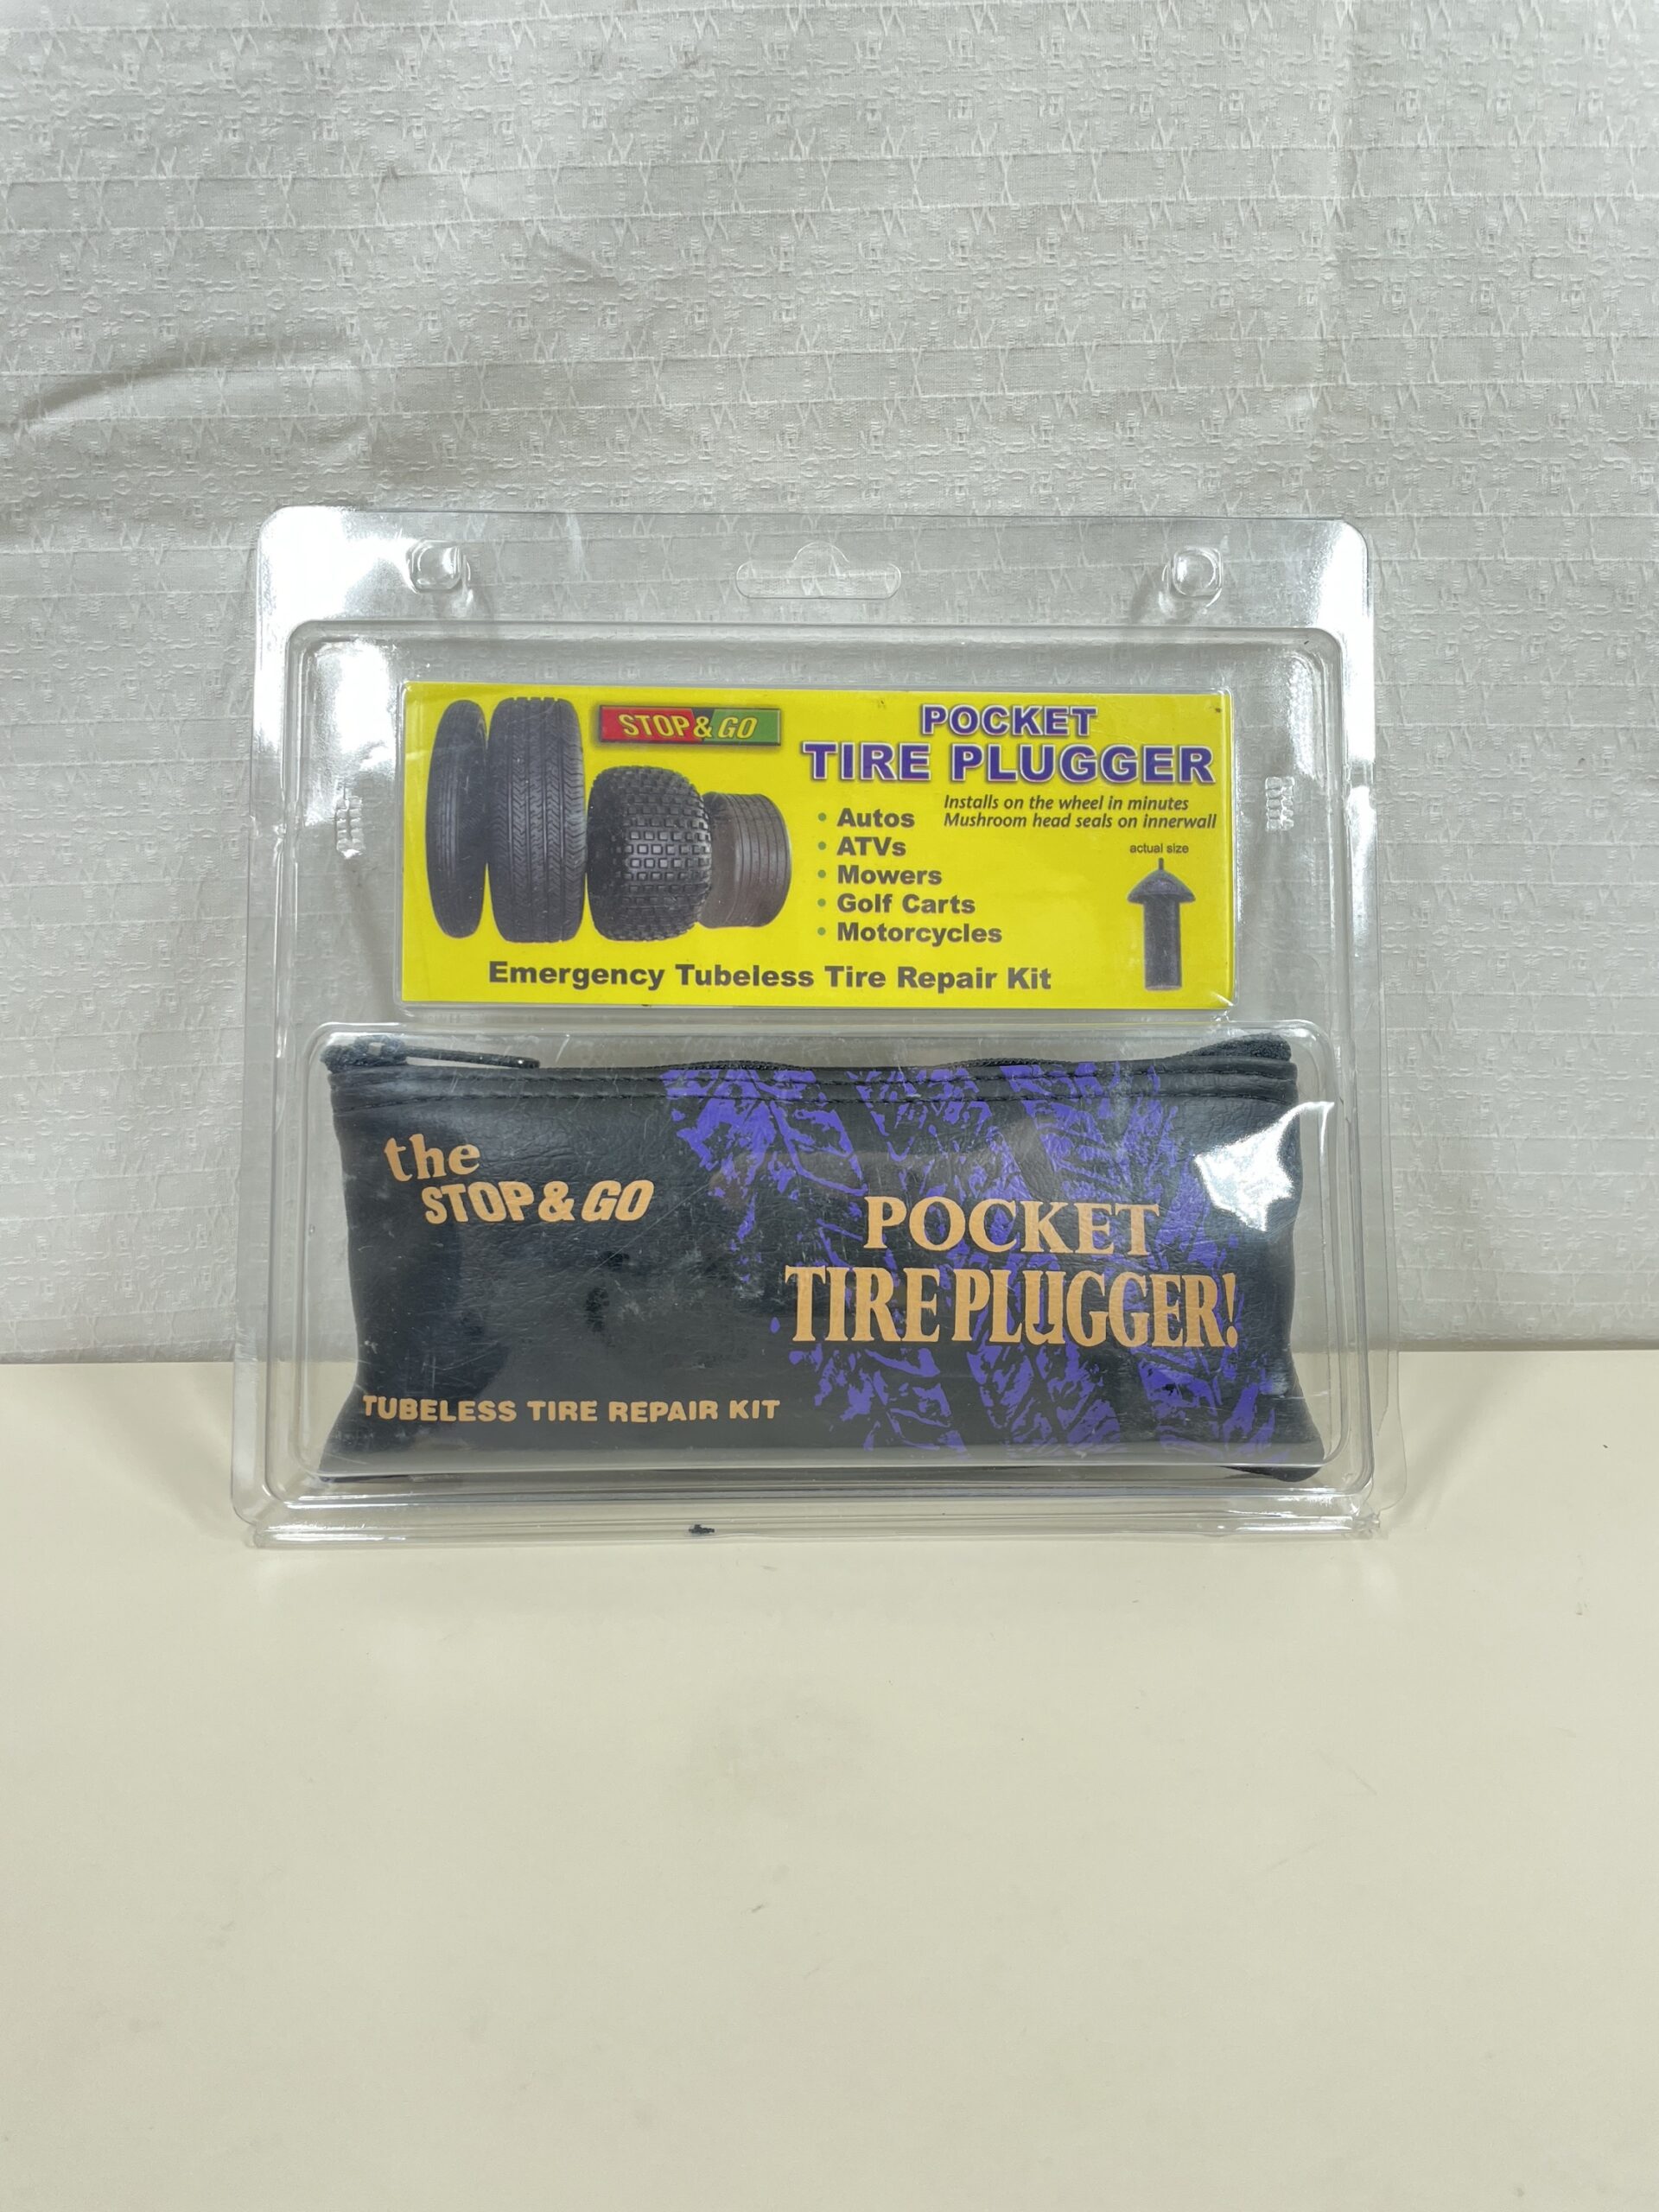 STOP & GO
POCKET
TIRE PLUGGER
Installs on the wheel in minutes
Mushroom head seals on innerwall
• Autos
• ATVs
• Mowers
• Golf Carts
• Motorcycles
actual size
Emergency Tubeless Tire Repair Kit
the
STOP & GO
POCKET
TIRE PLUGGER!
TUBELESS TIRE REPAIR KIT